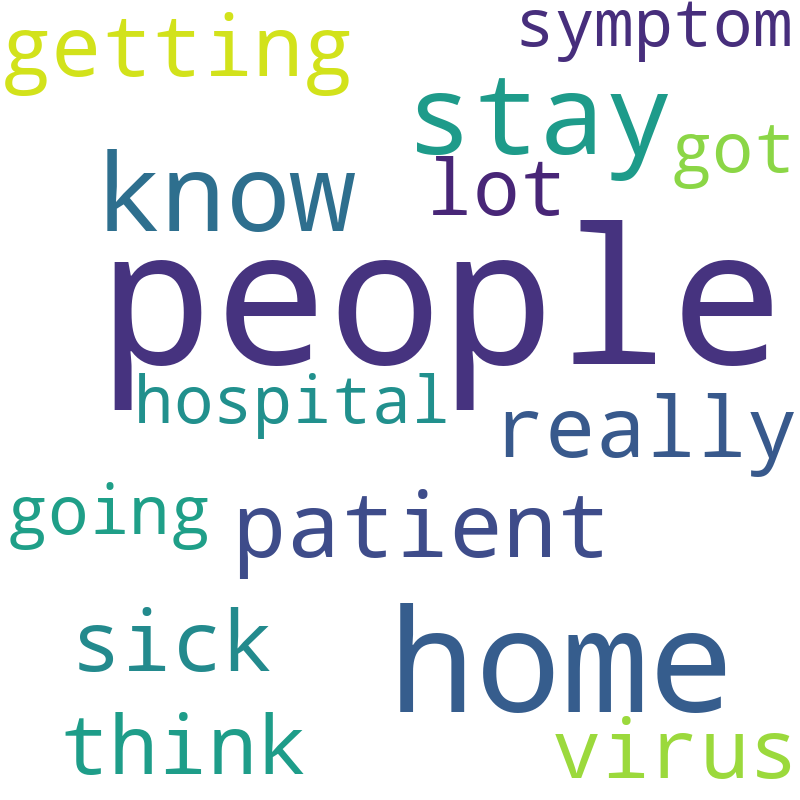 getting symptom
stay
got
know lot
people
hospital
really
going patient
sick home
think virus